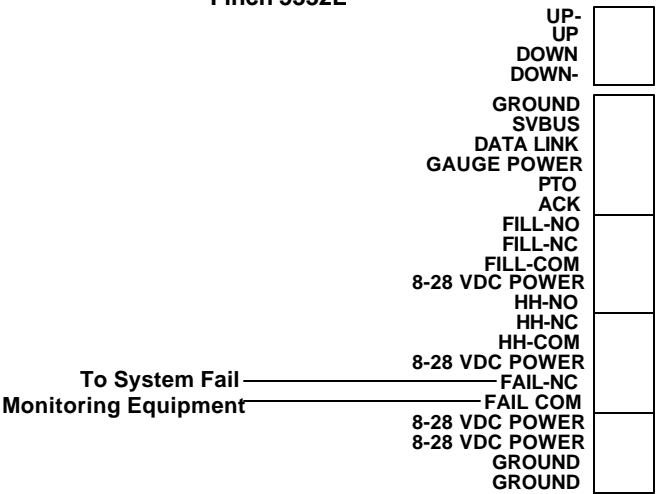 UP-
UP
DOWN
DOWN-
GROUND
SVBUS
DATA LINK
GAUGE POWER
PTO
ACK
FILL-NO
FILL-NC
FILL-COM
8-28 VDC POWER
HH-NO
HH-NC
HH-COM
8-28 VDC POWER
To System Fail
FAIL-NC
Monitoring Equipment
FAIL COM
8-28 VDC POWER
8-28 VDC POWER
GROUND
GROUND